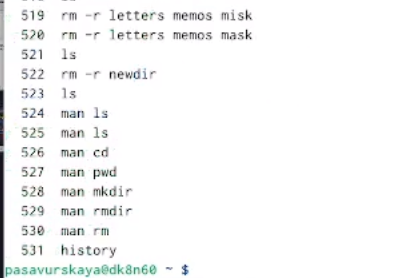 519 rm -r letters memos misk
520 rm -r letters memos mask
521 ls
522 rm -r newdir
523 ls
524 man ls
525 man ls
526 man cd
527 man pwd
528 man mkdir
529 man rmdir
530 man rm
531 history
pasavurskaya@dk8n60 ~ $